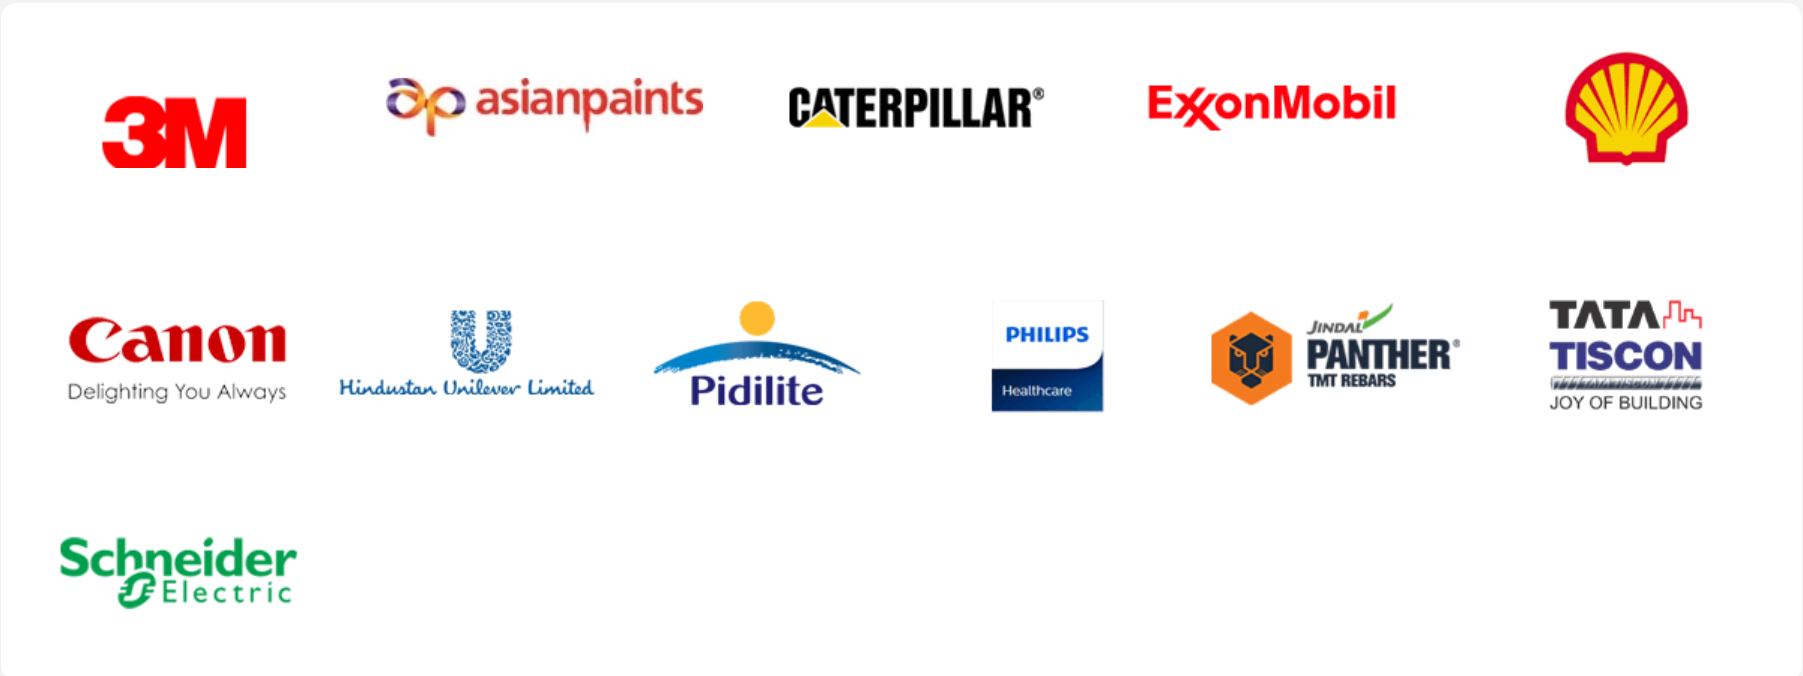 3M
asianpaints
CATERPILLAR®
ExxonMobil
Canon
Delighting You Always
Hindustan Unilever Limited
Pidilite
PHILIPS
Healthcare
JINDAL
PANTHER®
TMT REBARS
TATA
TISCON
JOY OF BUILDING
Schneider
Electric